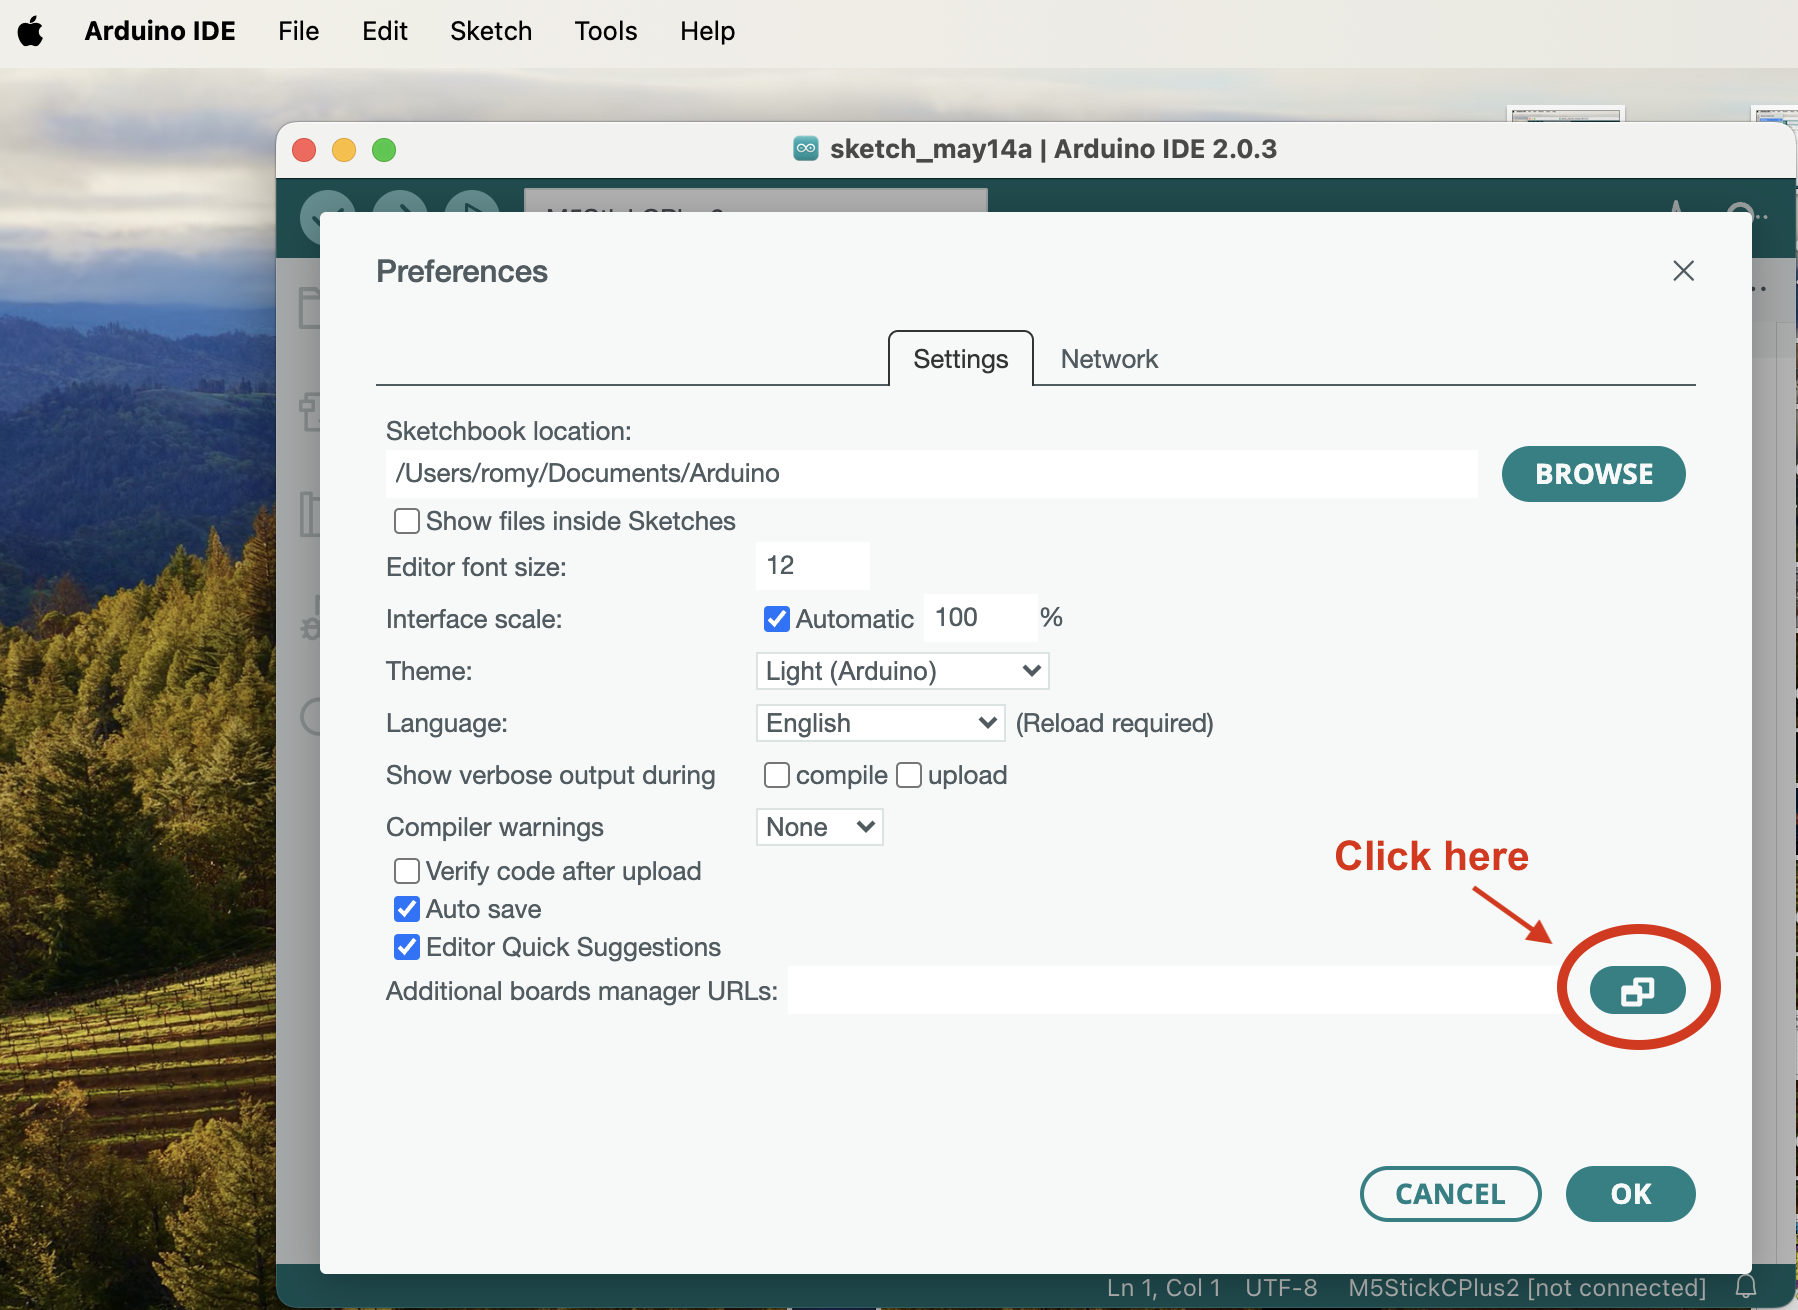 Arduino IDE File Edit Sketch Tools Help
sketch_may14a | Arduino IDE 2.0.3
Preferences
Settings Network
Sketchbook location:
/Users/romy/Documents/Arduino BROWSE
Show files inside Sketches
Editor font size: 12
Interface scale: Automatic 100 %
Theme: Light (Arduino)
Language: English (Reload required)
Show verbose output during compile upload
Compiler warnings None
Click here
Verify code after upload
Auto save
Editor Quick Suggestions
Additional boards manager URLs:
CANCEL OK
Ln 1, Col 1 UTF-8 M5StickCPlus2 [not connected]